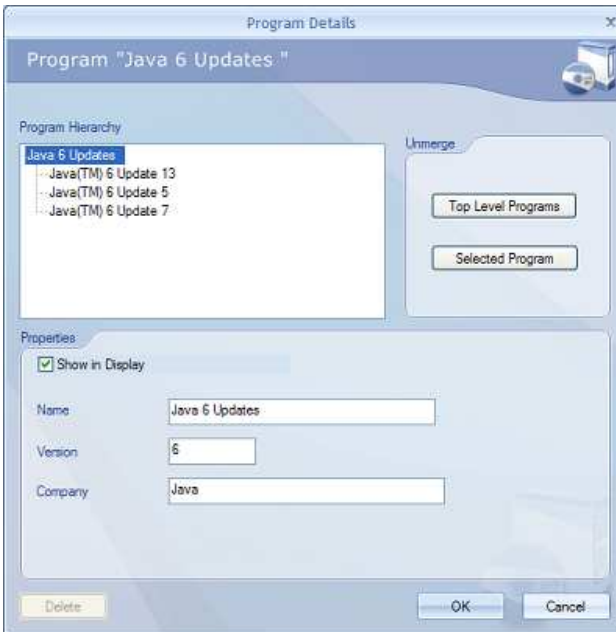 Program Details
Program "Java 6 Updates "
Program Hierarchy
Java 6 Updates
Java(TM) 6 Update 13
Java(TM) 6 Update 5
Java(TM) 6 Update 7
Unmerge
Top Level Programs
Selected Program
Properties
Show in Display
Name
Java 6 Updates
Version
6
Company
Java
Delete
OK
Cancel